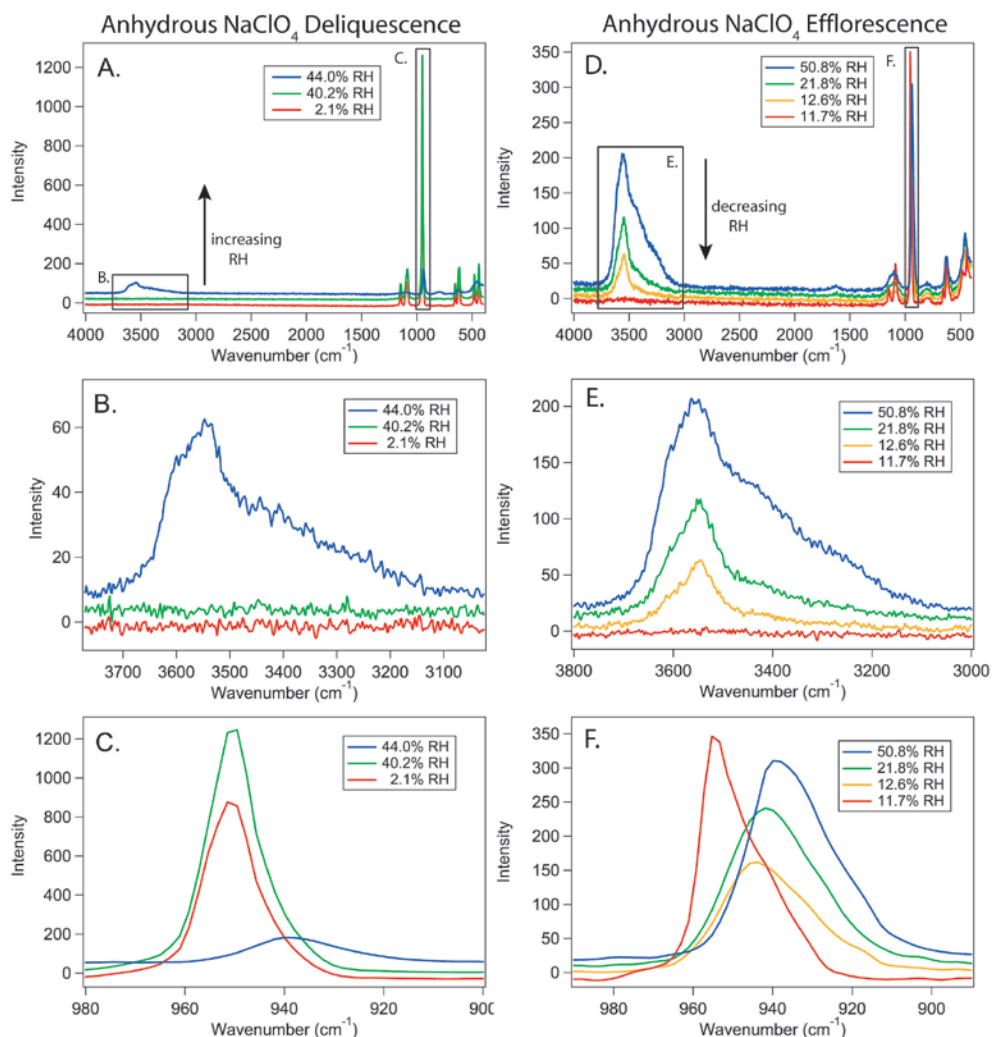 Anhydrous NaClO₄ Deliquescence
A.
C.
44.0% RH
40.2% RH
2.1% RH
increasing
RH
B.
Intensity
1200
1000
800
600
400
200
0
4000 3500 3000 2500 2000 1500 1000 500
Wavenumber (cm⁻¹)
B.
44.0% RH
40.2% RH
2.1% RH
Intensity
60
40
20
0
3700 3600 3500 3400 3300 3200 3100
Wavenumber (cm⁻¹)
C.
44.0% RH
40.2% RH
2.1% RH
Intensity
1200
1000
800
600
400
200
0
980 960 940 920 900
Wavenumber (cm⁻¹)
Anhydrous NaClO₄ Efflorescence
D.
F.
50.8% RH
21.8% RH
12.6% RH
11.7% RH
E.
decreasing
RH
Intensity
350
300
250
200
150
100
50
0
4000 3500 3000 2500 2000 1500 1000 500
Wavenumber (cm⁻¹)
E.
50.8% RH
21.8% RH
12.6% RH
11.7% RH
Intensity
200
150
100
50
0
3800 3600 3400 3200 3000
Wavenumber (cm⁻¹)
F.
50.8% RH
21.8% RH
12.6% RH
11.7% RH
Intensity
350
300
250
200
150
100
50
0
980 960 940 920 900
Wavenumber (cm⁻¹)